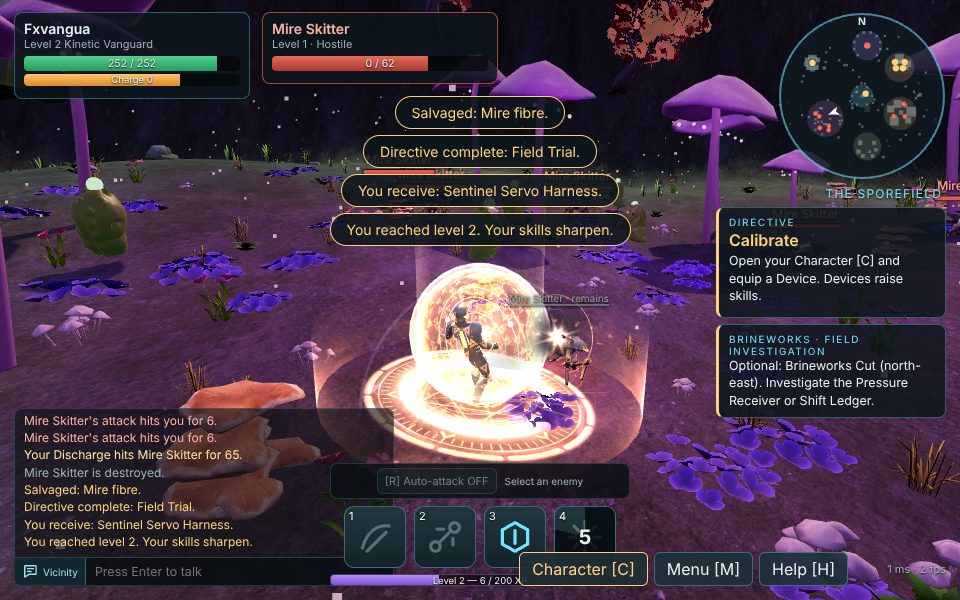 Fxvangua
Level 2 Kinetic Vanguard
252 / 252
Charge 0
Mire Skitter
Level 1 · Hostile
0 / 62
N
Salvaged: Mire fibre.
Directive complete: Field Trial.
You receive: Sentinel Servo Harness.
You reached level 2. Your skills sharpen.
THE SPOREFIELD
Mire
Mire Skitter
DIRECTIVE
Calibrate
Open your Character [C] and
equip a Device. Devices raise
skills.
BRINEWORKS · FIELD
INVESTIGATION
Optional: Brineworks Cut (north-
east). Investigate the Pressure
Receiver or Shift Ledger.
Mire Skitter · remains
Mire Skitter's attack hits you for 6.
Mire Skitter's attack hits you for 6.
Your Discharge hits Mire Skitter for 65.
Mire Skitter is destroyed.
Salvaged: Mire fibre.
Directive complete: Field Trial.
You receive: Sentinel Servo Harness.
You reached level 2. Your skills sharpen.
Vicinity
Press Enter to talk
[R] Auto-attack OFF
Select an enemy
1
2
3
4
5
Level 2 — 6 / 200 X
Character [C]
Menu [M]
Help [H]
1 ms · 2 fps